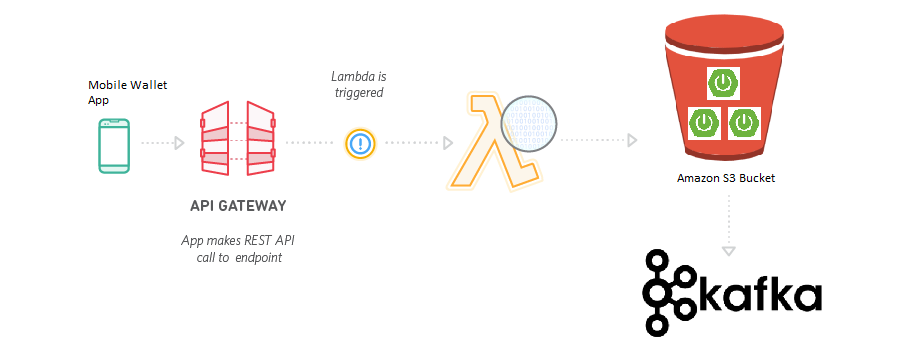 Mobile Wallet
App
API GATEWAY
App makes REST API
call to endpoint
Lambda is
triggered
Amazon S3 Bucket
kafka